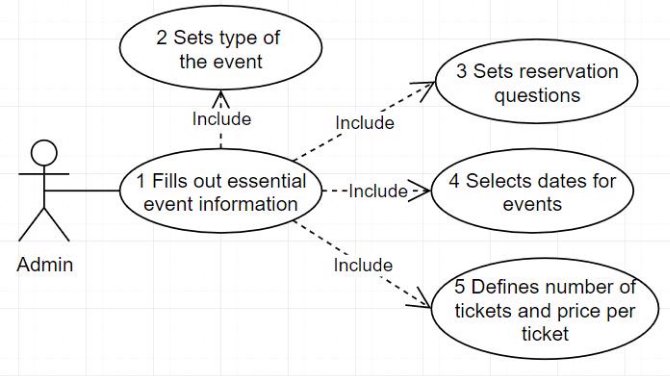 2 Sets type of
the event
Include
3 Sets reservation
questions
Include
1 Fills out essential
event information
Include
4 Selects dates for
events
Admin
Include
5 Defines number of
tickets and price per
ticket